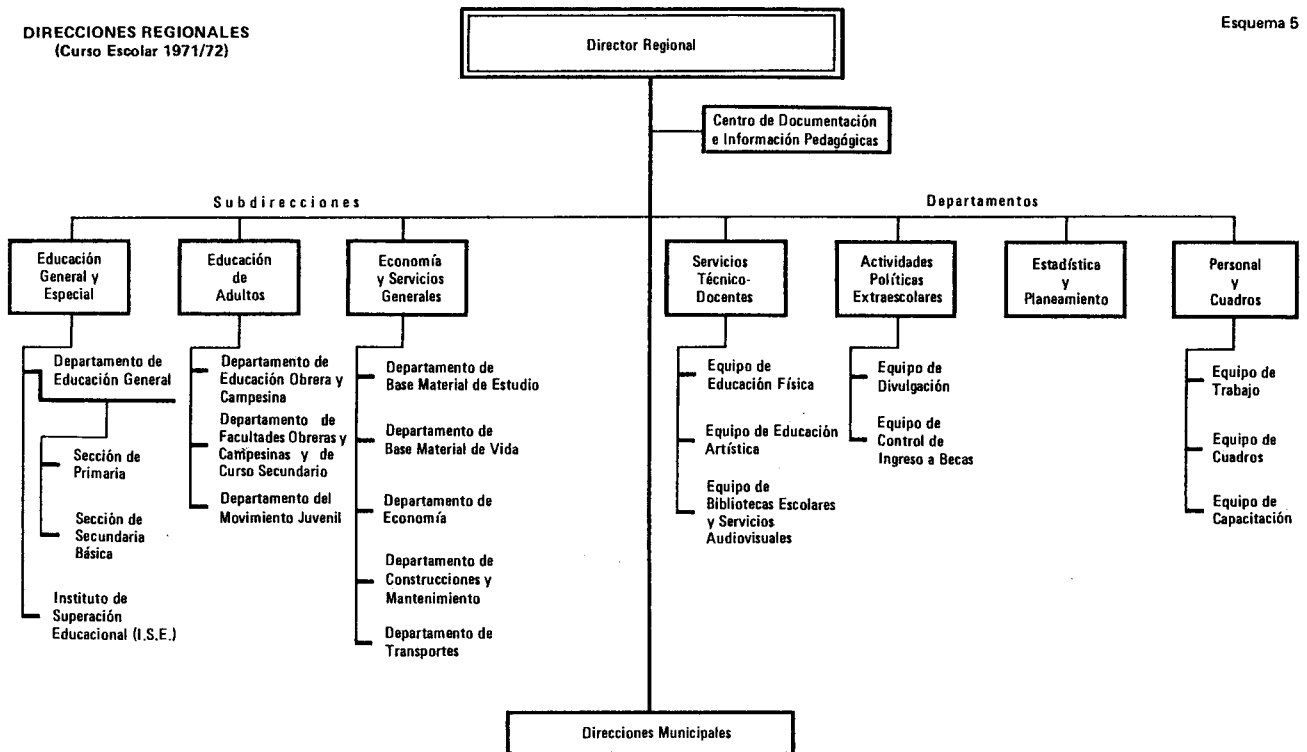 DIRECCIONES REGIONALES
(Curso Escolar 1971/72)
Esquema 5
Director Regional
Centro de Documentación
e Información Pedagógicas
Subdirecciones
Departamentos
Educación
General y
Especial
Educación
de
Adultos
Economía
y Servicios
Generales
Servicios
Técnico-
Docentes
Actividades
Políticas
Extraescolares
Estadística
y
Planeamiento
Personal
y
Cuadros
Departamento de
Educación General
Sección de
Primaria
Sección de
Secundaria
Básica
Instituto de
Superación
Educacional (I.S.E.)
Departamento de
Educación Obrera y
Campesina
Departamento de
Facultades Obreras y
Campesinas y de
Curso Secundario
Departamento del
Movimiento Juvenil
Departamento de
Base Material de Estudio
Departamento de
Base Material de Vida
Departamento de
Economía
Departamento de
Construcciones y
Mantenimiento
Departamento de
Transportes
Equipo de
Educación Física
Equipo de Educación
Artística
Equipo de
Bibliotecas Escolares
y Servicios
Audiovisuales
Equipo de
Divulgación
Equipo de
Control de
Ingreso a Becas
Equipo de
Trabajo
Equipo de
Cuadros
Equipo de
Capacitación
Direcciones Municipales